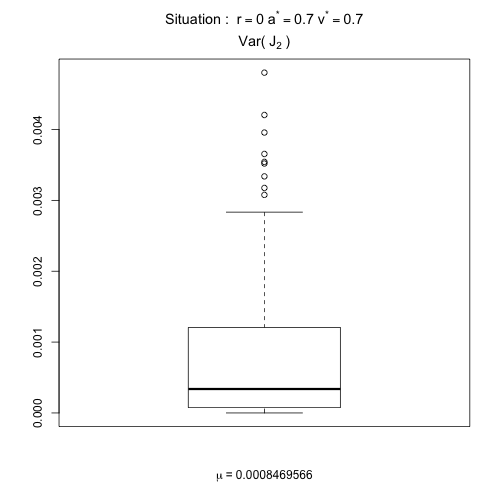 Situation : r = 0 a* = 0.7 v* = 0.7
Var( J₂ )
0.004
0.003
0.002
0.001
0.000
μ = 0.0008469566